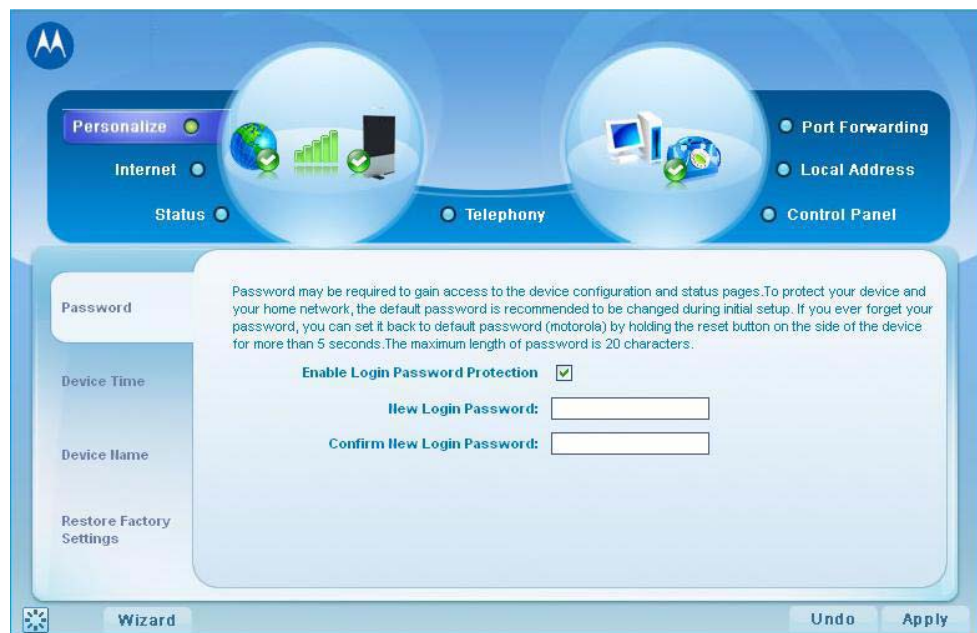 Personalize
Internet
Status
Telephony
Port Forwarding
Local Address
Control Panel
Password
Device Time
Device Name
Restore Factory
Settings
Password may be required to gain access to the device configuration and status pages.To protect your device and
your home network, the default password is recommended to be changed during initial setup. If you ever forget your
password, you can set it back to default password (motorola) by holding the reset button on the side of the device
for more than 5 seconds.The maximum length of password is 20 characters.
Enable Login Password Protection
New Login Password:
Confirm New Login Password:
Wizard
Undo
Apply